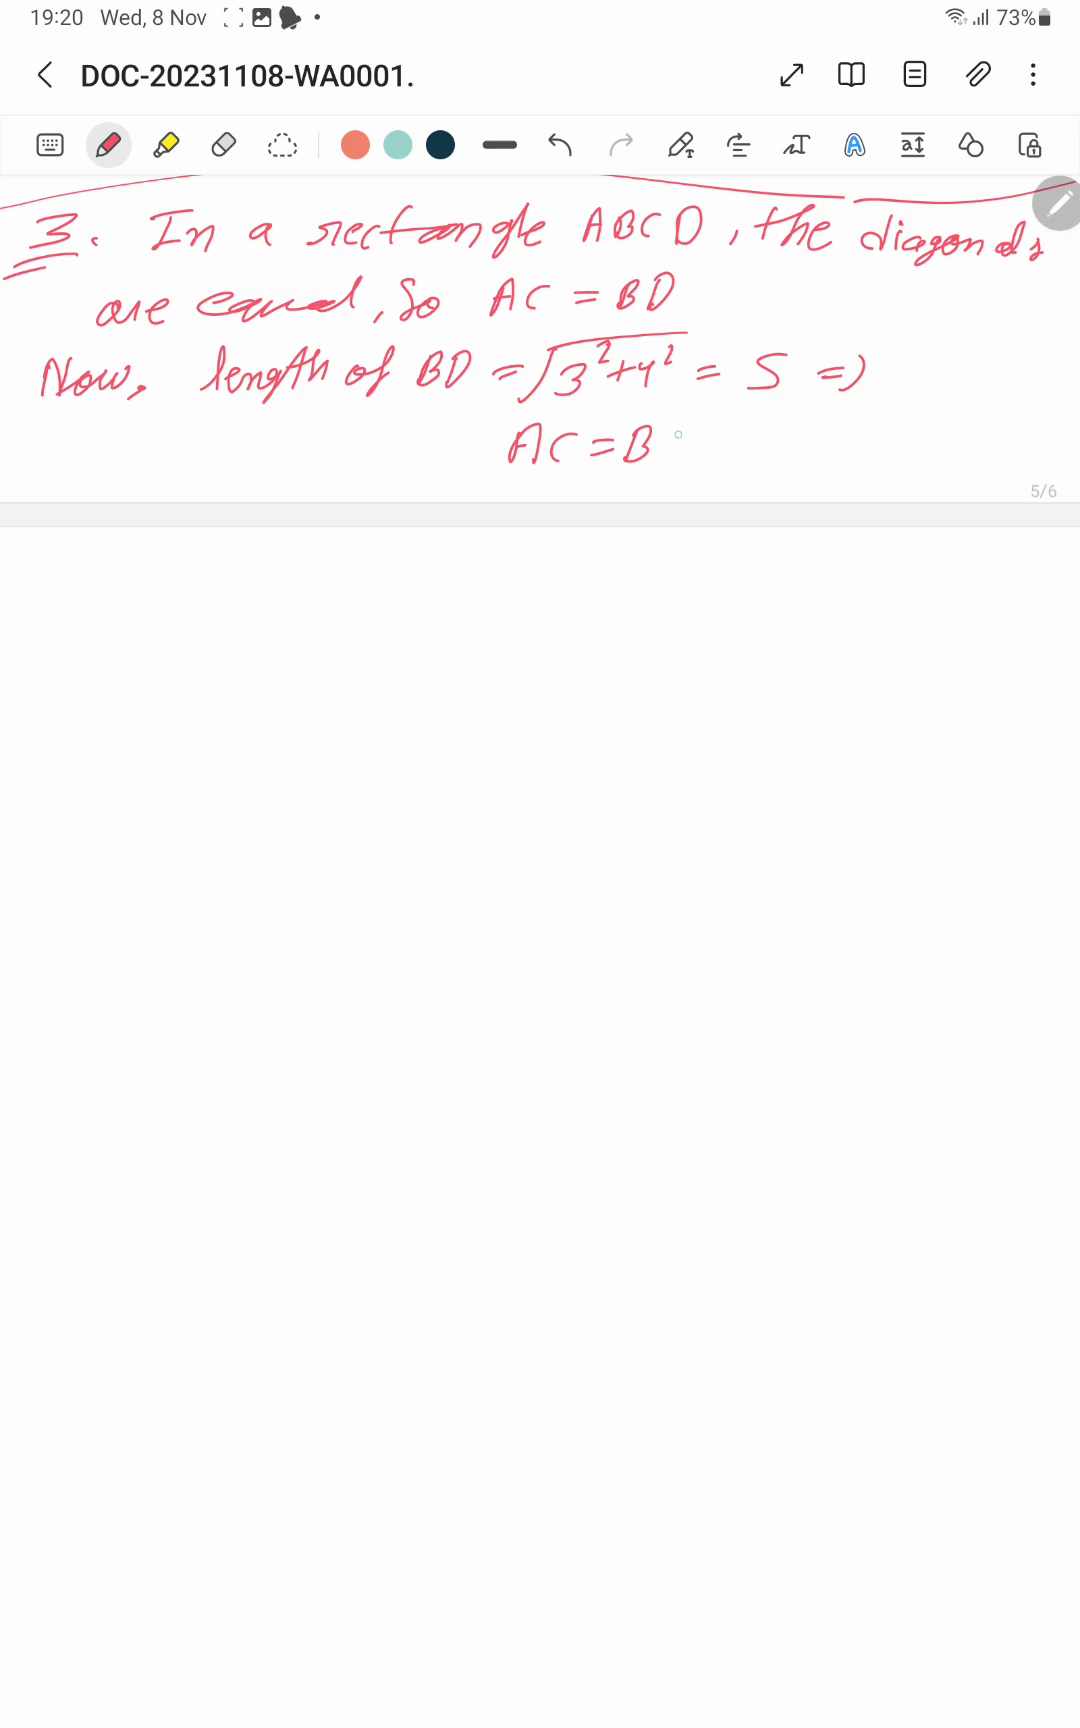 19:20 Wed, 8 Nov 73%
DOC-20231108-WA0001.
3. In a rectangle ABCD, the diagonals
are equal, So AC = BD
Now, length of BD = √3²+4² = 5 =>
AC = B
5/6